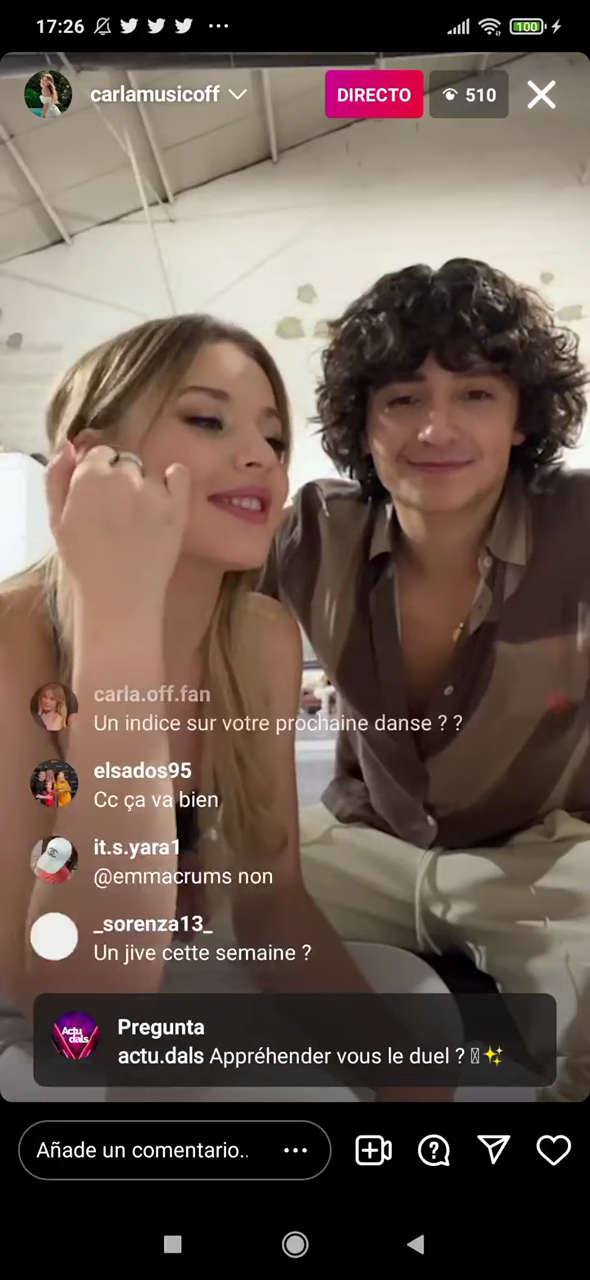 17:26
100
carlamusicoff
DIRECTO
510
carla.off.fan
Un indice sur votre prochaine danse ? ?
elsados95
Cc ça va bien
it.s.yara1
@emmacrums non
_sorenza13_
Un jive cette semaine ?
Actu
dals
Pregunta
actu.dals Appréhender vous le duel ? ✨
Añade un comentario..